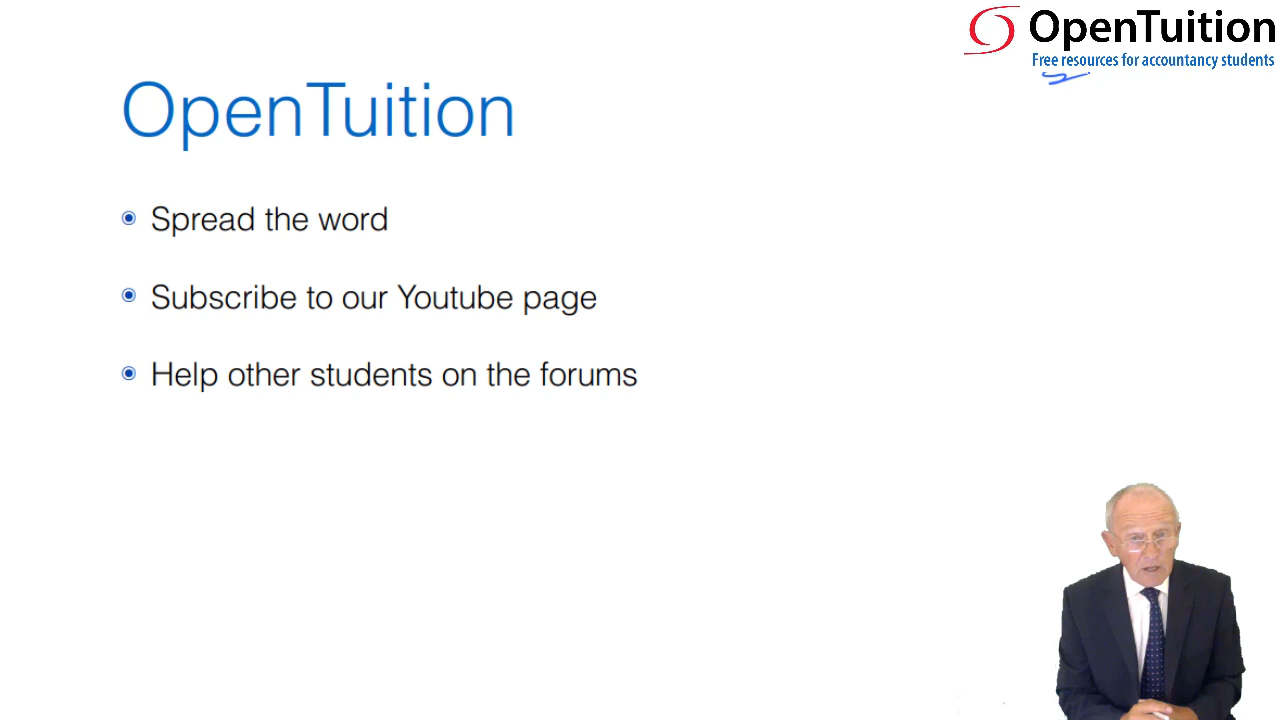 OpenTuition
Free resources for accountancy students
OpenTuition
Spread the word
Subscribe to our Youtube page
Help other students on the forums